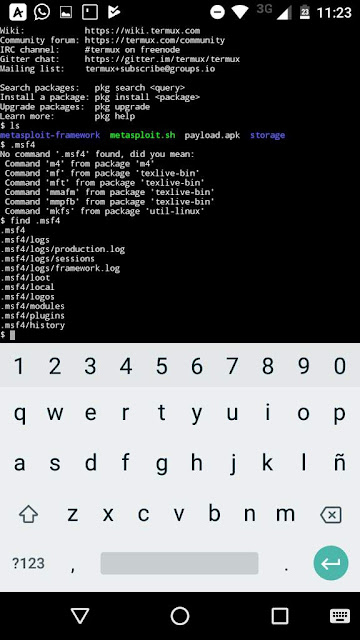 3G 11:23
Wiki: https://wiki.termux.com
Community forum: https://termux.com/community
IRC channel: #termux on freenode
Gitter chat: https://gitter.im/termux/termux
Mailing list: termux+subscribe@groups.io
Search packages: pkg search <query>
Install a package: pkg install <package>
Upgrade packages: pkg upgrade
Learn more: pkg help
$ ls
metasploit-framework metasploit.sh payload.apk storage
$ .msf4
No command '.msf4' found, did you mean:
Command 'm4' from package 'm4'
Command 'mf' from package 'texlive-bin'
Command 'mft' from package 'texlive-bin'
Command 'mmafm' from package 'texlive-bin'
Command 'mmpfb' from package 'texlive-bin'
Command 'mkfs' from package 'util-linux'
$ find .msf4
.msf4
.msf4/logs
.msf4/logs/production.log
.msf4/logs/sessions
.msf4/logs/framework.log
.msf4/loot
.msf4/local
.msf4/logos
.msf4/modules
.msf4/plugins
.msf4/history
$
1 2 3 4 5 6 7 8 9 0
q w e r t y u i o p
a s d f g h j k l ñ
z x c v b n m
?123 , .